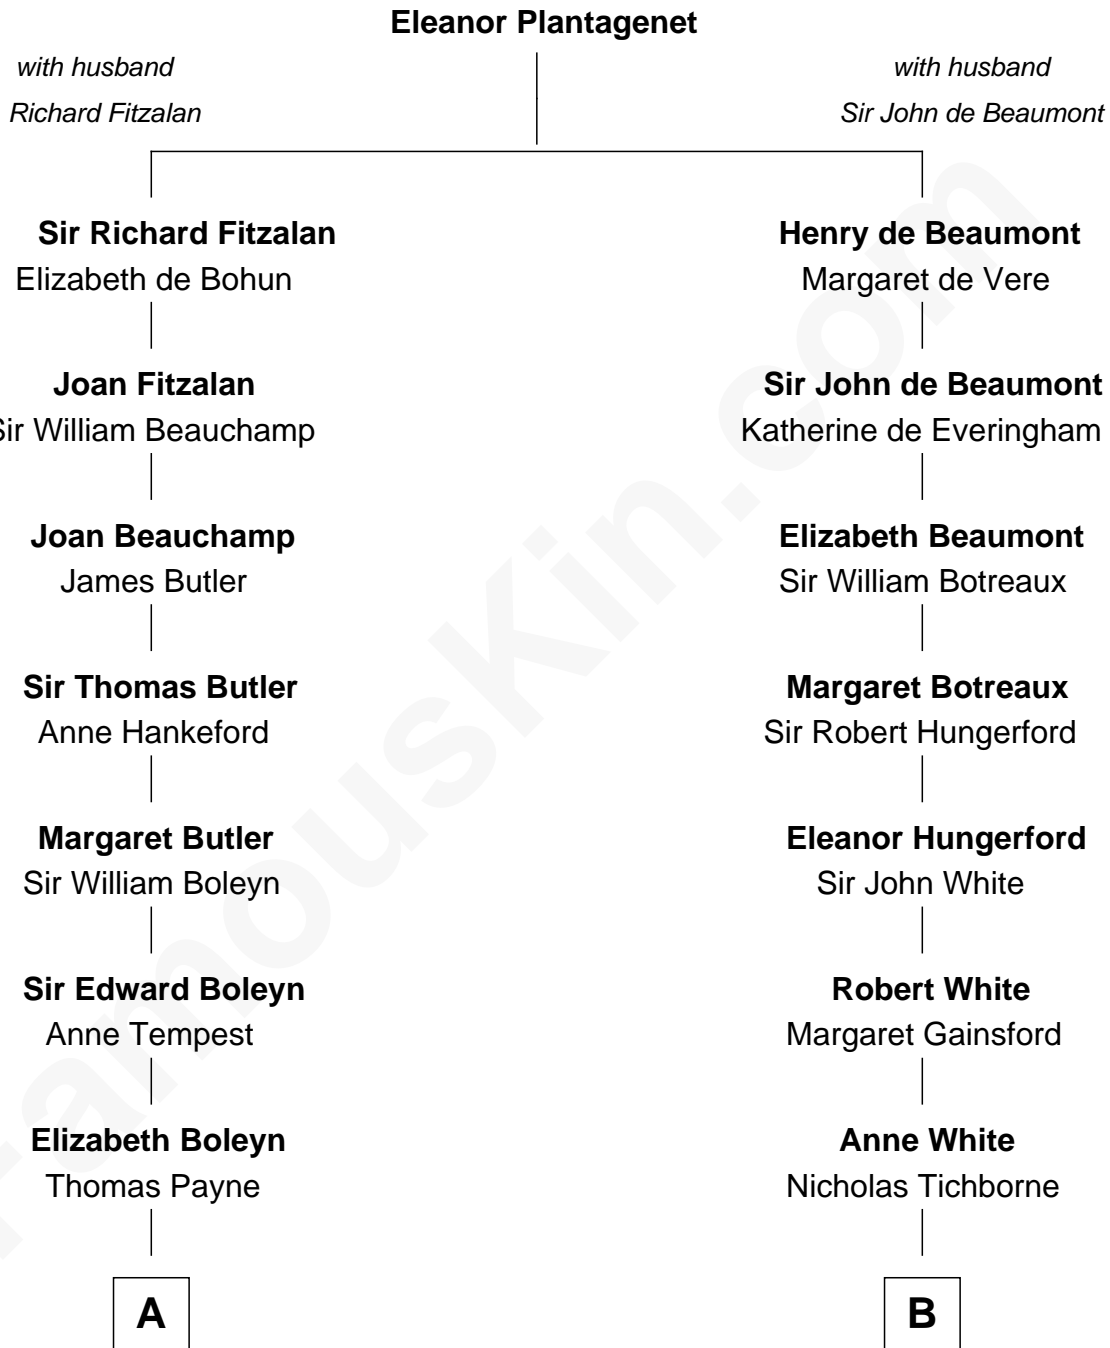 Eleanor Plantagenet
with husband
Richard Fitzalan
with husband
Sir John de Beaumont
Sir Richard Fitzalan
Elizabeth de Bohun
Henry de Beaumont
Margaret de Vere
Joan Fitzalan
Sir William Beauchamp
Sir John de Beaumont
Katherine de Everingham
Joan Beauchamp
James Butler
Elizabeth Beaumont
Sir William Botreaux
Sir Thomas Butler
Anne Hankeford
Margaret Botreaux
Sir Robert Hungerford
Margaret Butler
Sir William Boleyn
Eleanor Hungerford
Sir John White
Sir Edward Boleyn
Anne Tempest
Robert White
Margaret Gainsford
Elizabeth Boleyn
Thomas Payne
Anne White
Nicholas Tichborne
A
B
FamousKin.com